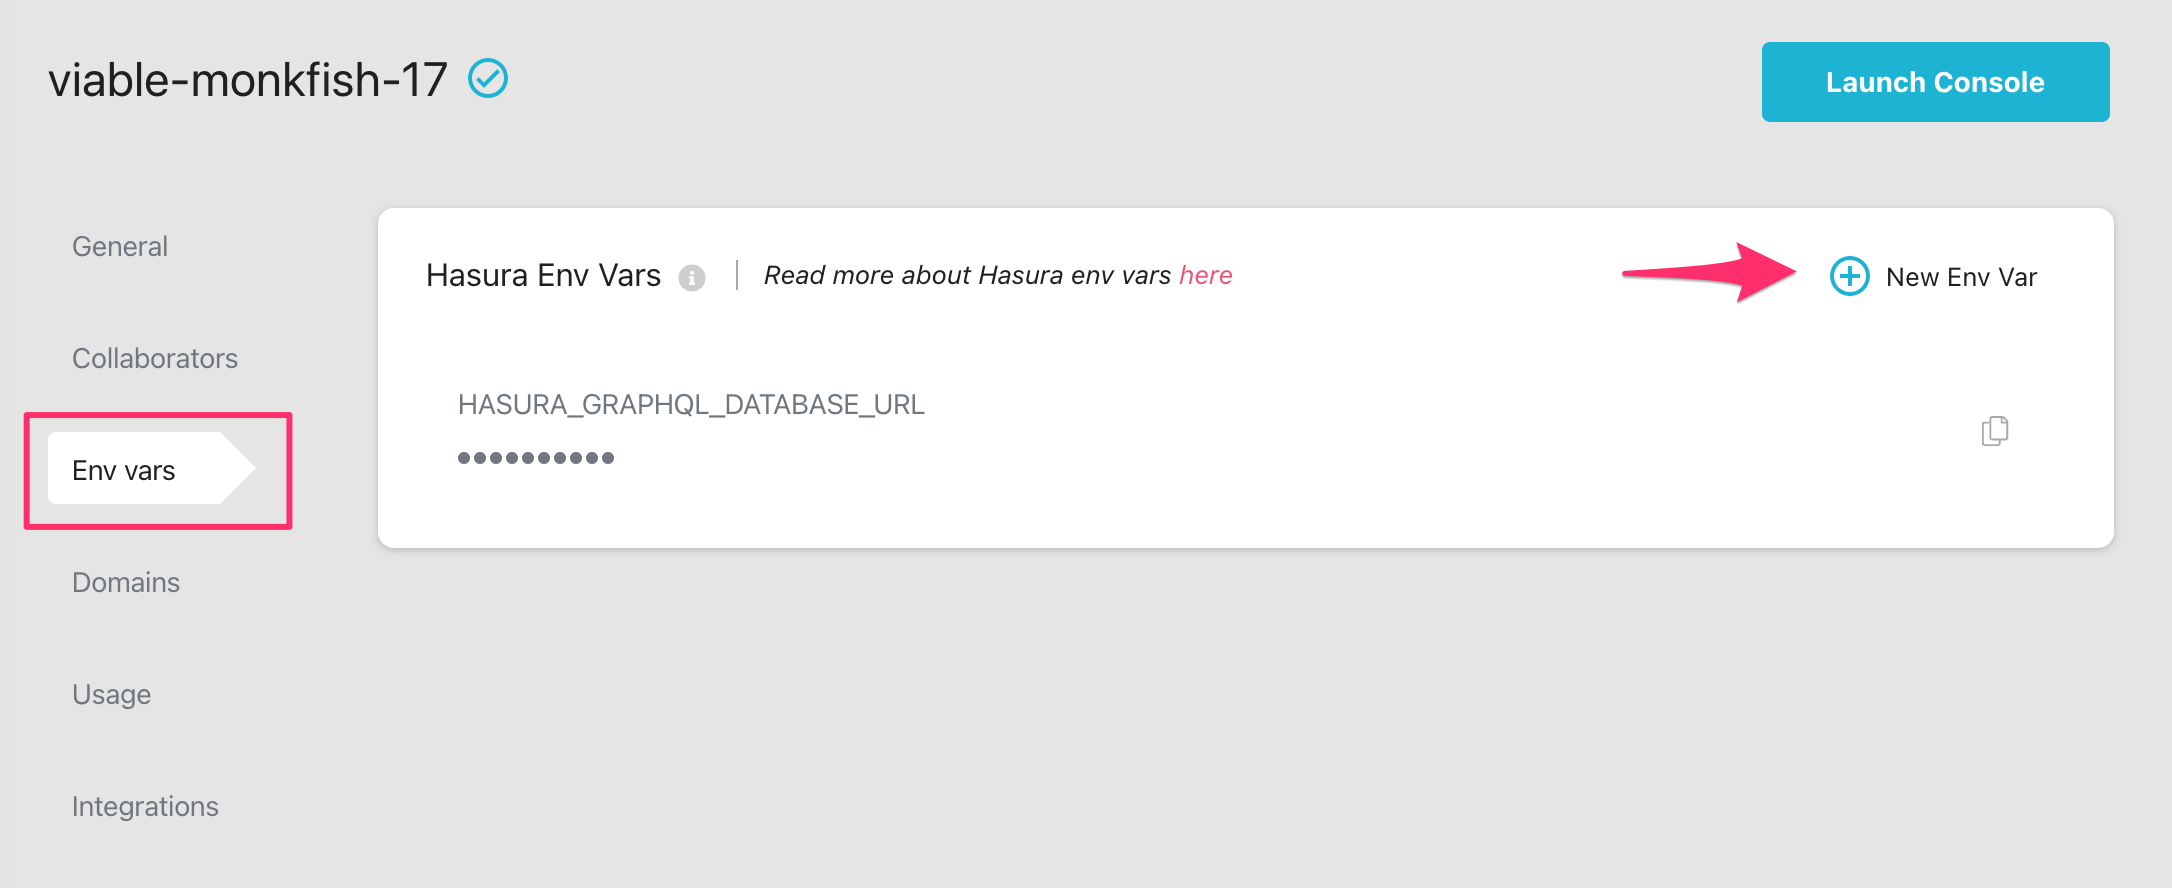 viable-monkfish-17
Launch Console
General
Collaborators
Env vars
Domains
Usage
Integrations
Hasura Env Vars
Read more about Hasura env vars here
New Env Var
HASURA_GRAPHQL_DATABASE_URL
••••••••••